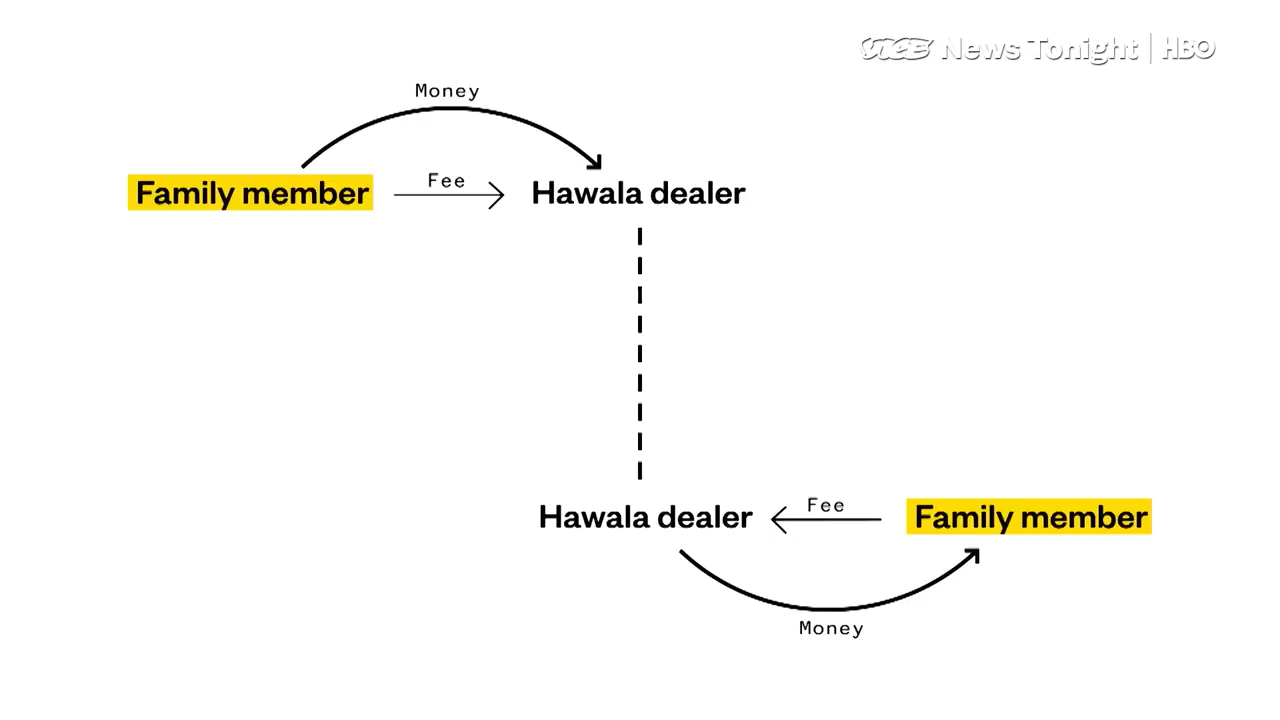 VICE News Tonight | HBO
Money
Fee
Family member
Hawala dealer
Hawala dealer
Fee
Family member
Money